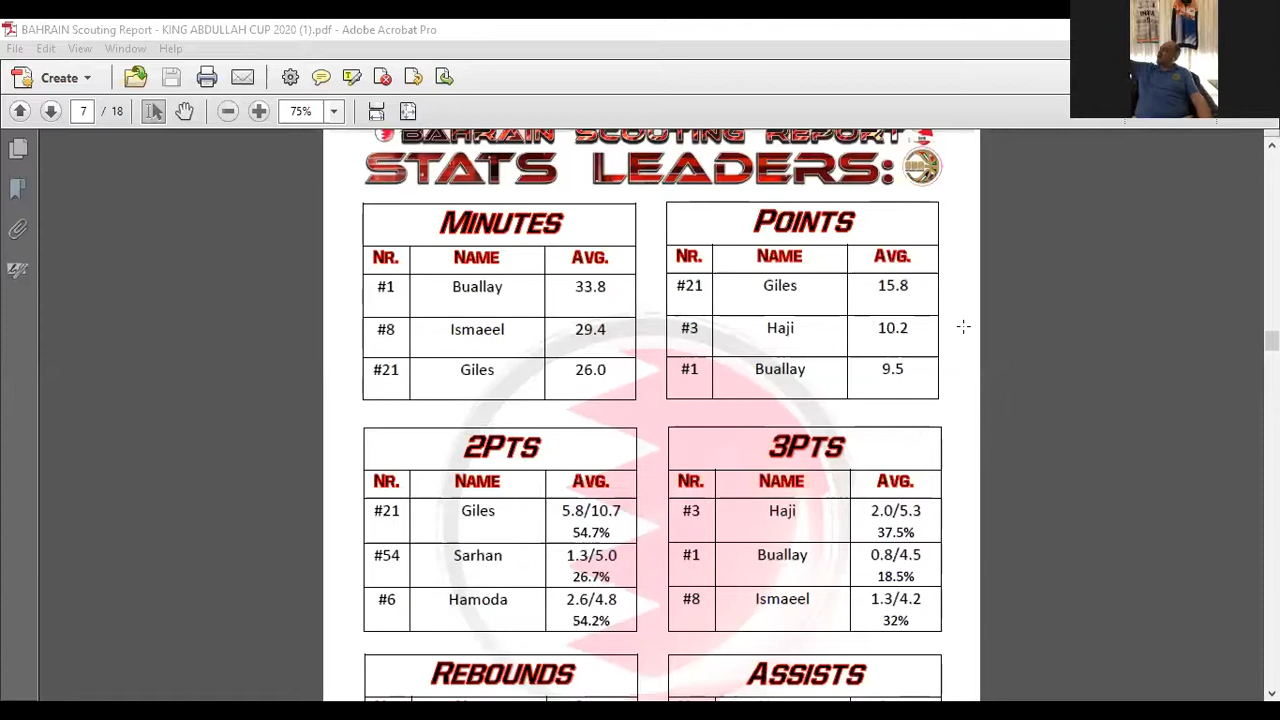 BAHRAIN Scouting Report - KING ABDULLAH CUP 2020 (1).pdf - Adobe Acrobat Pro
File Edit View Window Help
Create
7 / 18 75%
BAHRAIN SCOUTING REPORT
STATS LEADERS:
MINUTES
NR. NAME AVG.
#1 Buallay 33.8
#8 Ismaeel 29.4
#21 Giles 26.0
POINTS
NR. NAME AVG.
#21 Giles 15.8
#3 Haji 10.2
#1 Buallay 9.5
2PTS
NR. NAME AVG.
#21 Giles 5.8/10.7
54.7%
#54 Sarhan 1.3/5.0
26.7%
#6 Hamoda 2.6/4.8
54.2%
3PTS
NR. NAME AVG.
#3 Haji 2.0/5.3
37.5%
#1 Buallay 0.8/4.5
18.5%
#8 Ismaeel 1.3/4.2
32%
REBOUNDS
ASSISTS